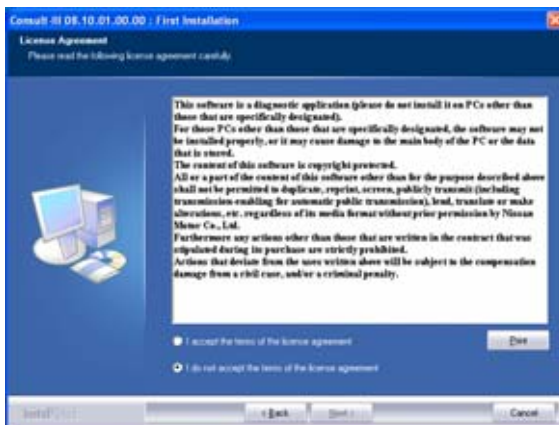 Consult-III 08.10.01.00.00 : First Installation
License Agreement
Please read the following license agreement carefully.
This software is a diagnostic application (please do not install it on PCs other than
those that are specifically designated).
For those PCs other than those that are specifically designated, the software may not
be installed properly, or it may cause damage to the main body of the PC or the data
that is stored.
The content of this software is copyright protected.
All or a part of the content of this software other than for the purpose described above
shall not be permitted to duplicate, reprint, screen, publicly transmit (including
transmission-enabling for automatic public transmission), lend, translate or make
alterations, etc. regardless of its media format without prior permission by Nissan
Motor Co., Ltd.
Furthermore any actions other than those that are written in the contract that was
stipulated during its purchase are strictly prohibited.
Actions that deviate from the uses written above will be subject to the compensation
damage from a civil case, and/or a criminal penalty.
I accept the terms of the license agreement
Print
I do not accept the terms of the license agreement
< Back
Next >
Cancel